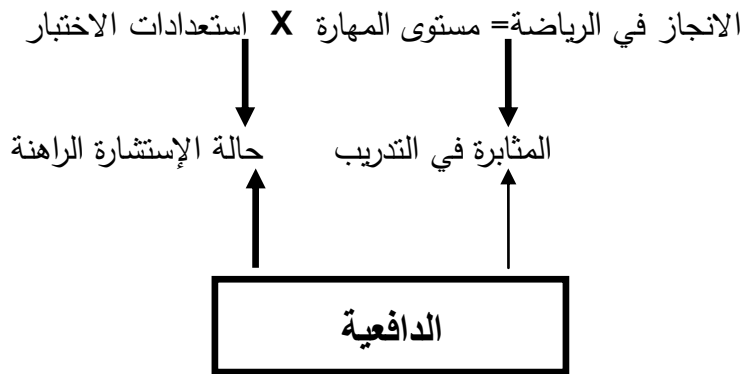 الانجاز في الرياضة= مستوى المهارة X استعدادات الاختبار
المثابرة في التدريب حالة الإستشارة الراهنة
الدافعية